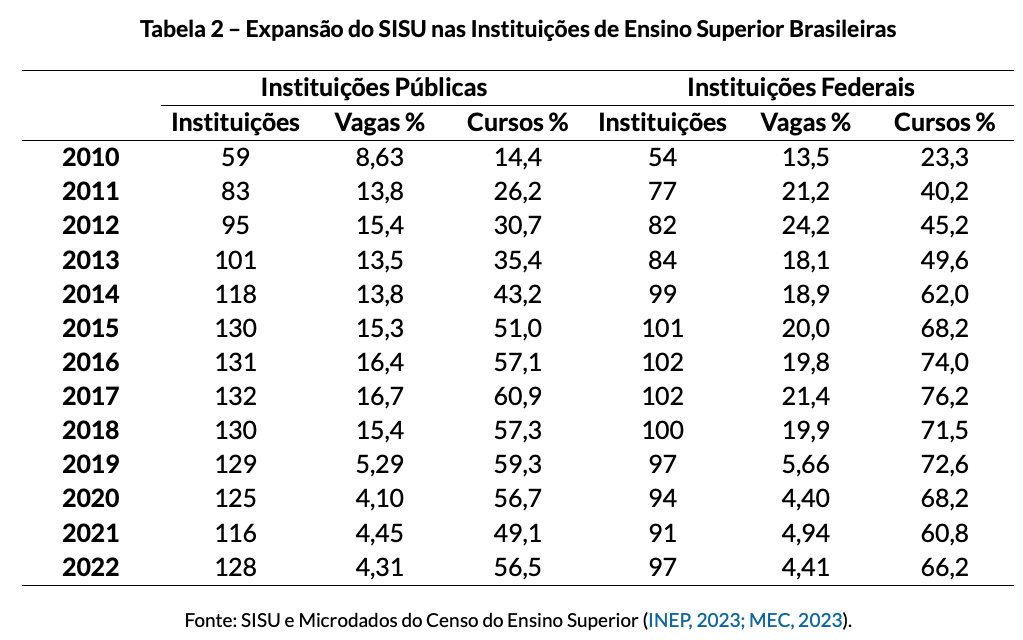 Tabela 2 – Expansão do SISU nas Instituições de Ensino Superior Brasileiras
Instituições Públicas Instituições Federais
Instituições Vagas % Cursos % Instituições Vagas % Cursos %
2010 59 8,63 14,4 54 13,5 23,3
2011 83 13,8 26,2 77 21,2 40,2
2012 95 15,4 30,7 82 24,2 45,2
2013 101 13,5 35,4 84 18,1 49,6
2014 118 13,8 43,2 99 18,9 62,0
2015 130 15,3 51,0 101 20,0 68,2
2016 131 16,4 57,1 102 19,8 74,0
2017 132 16,7 60,9 102 21,4 76,2
2018 130 15,4 57,3 100 19,9 71,5
2019 129 5,29 59,3 97 5,66 72,6
2020 125 4,10 56,7 94 4,40 68,2
2021 116 4,45 49,1 91 4,94 60,8
2022 128 4,31 56,5 97 4,41 66,2
Fonte: SISU e Microdados do Censo do Ensino Superior (INEP, 2023; MEC, 2023).